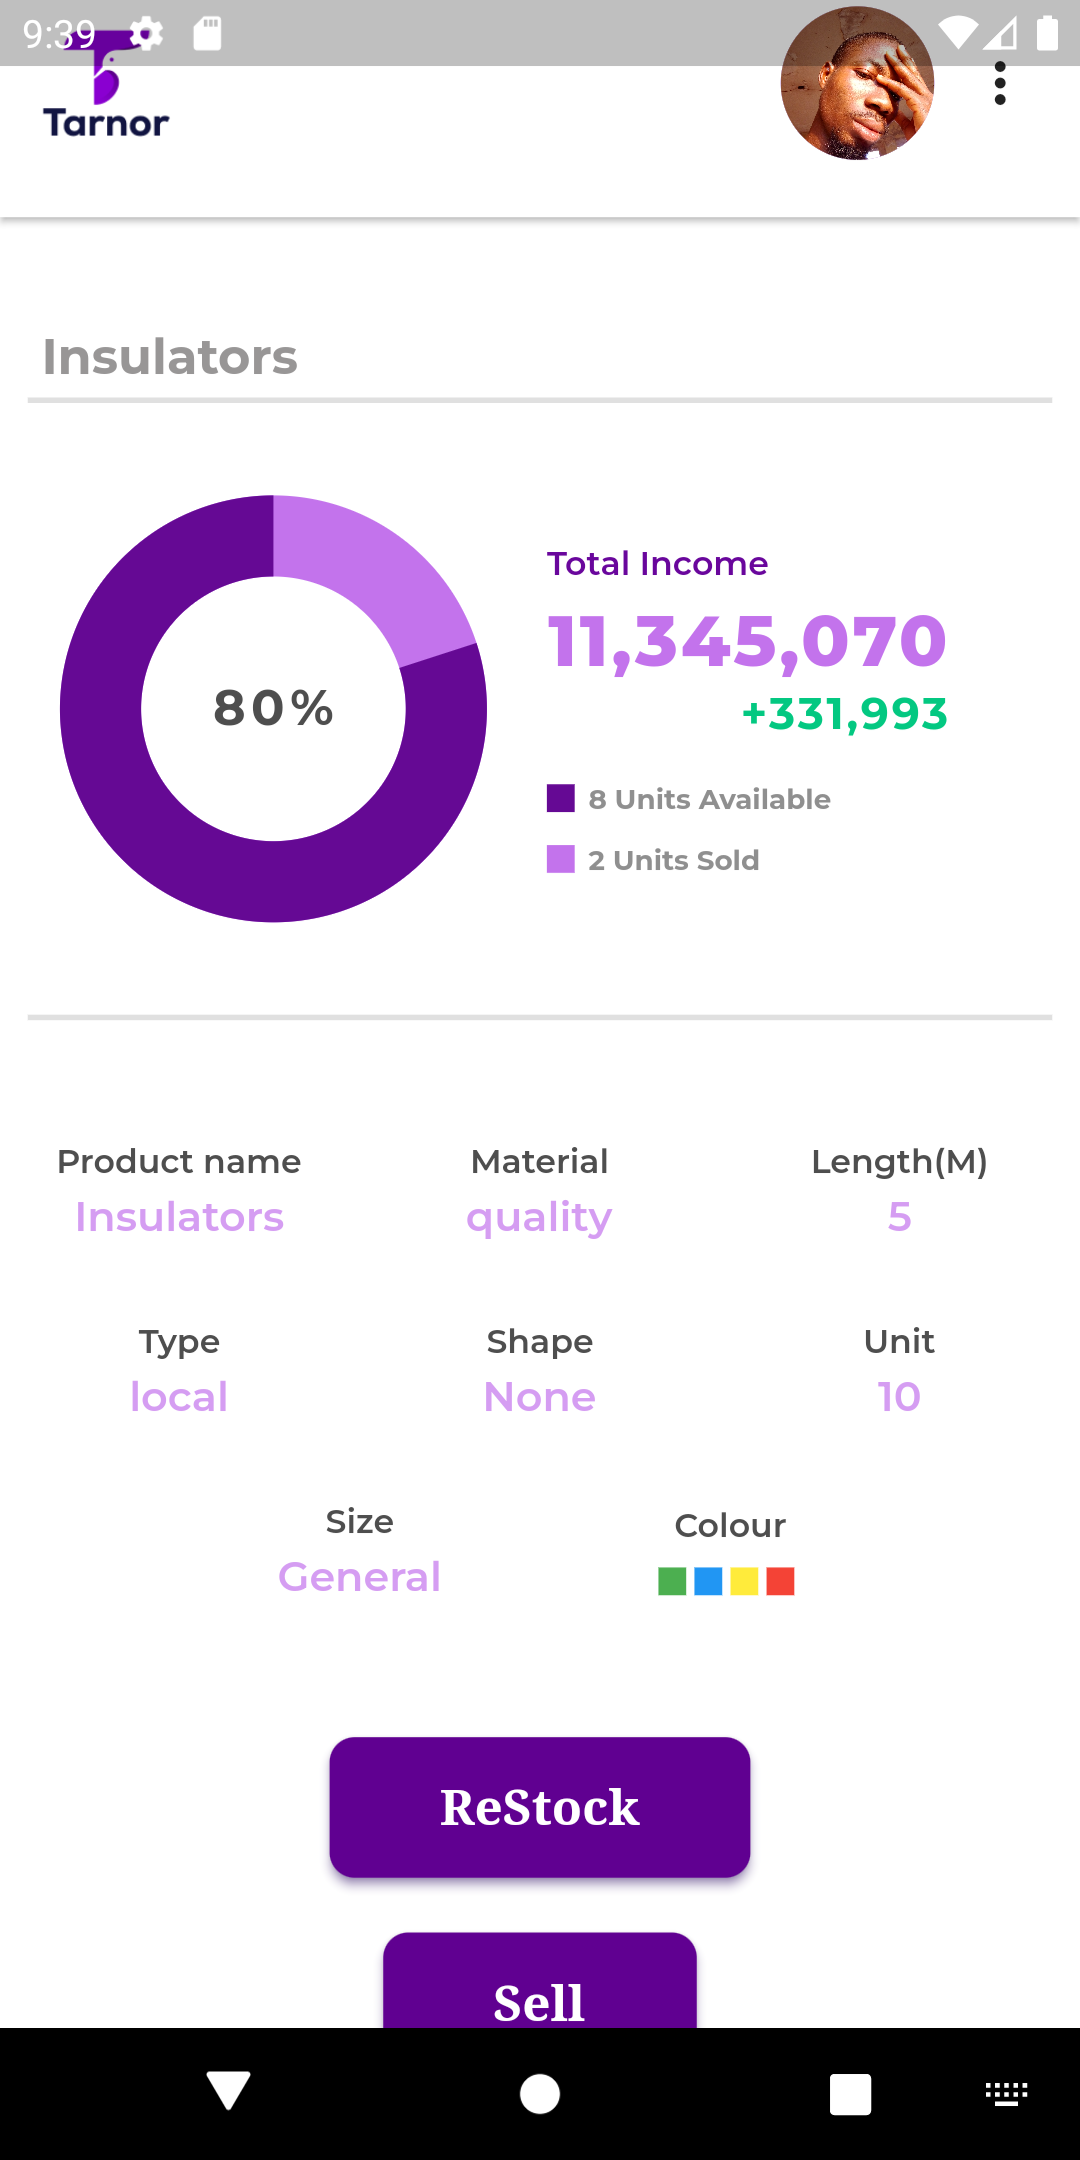 9:39
Tarnor
Insulators
80%
Total Income
11,345,070
+331,993
8 Units Available
2 Units Sold
Product name Material Length(M)
Insulators quality 5
Type Shape Unit
local None 10
Size Colour
General
ReStock
Sell